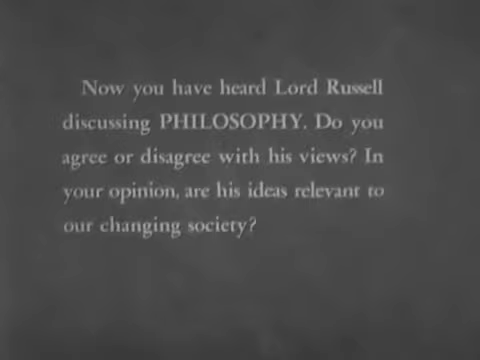 Now you have heard Lord Russell
discussing PHILOSOPHY. Do you
agree or disagree with his views? In
your opinion, are his ideas relevant to
our changing society?